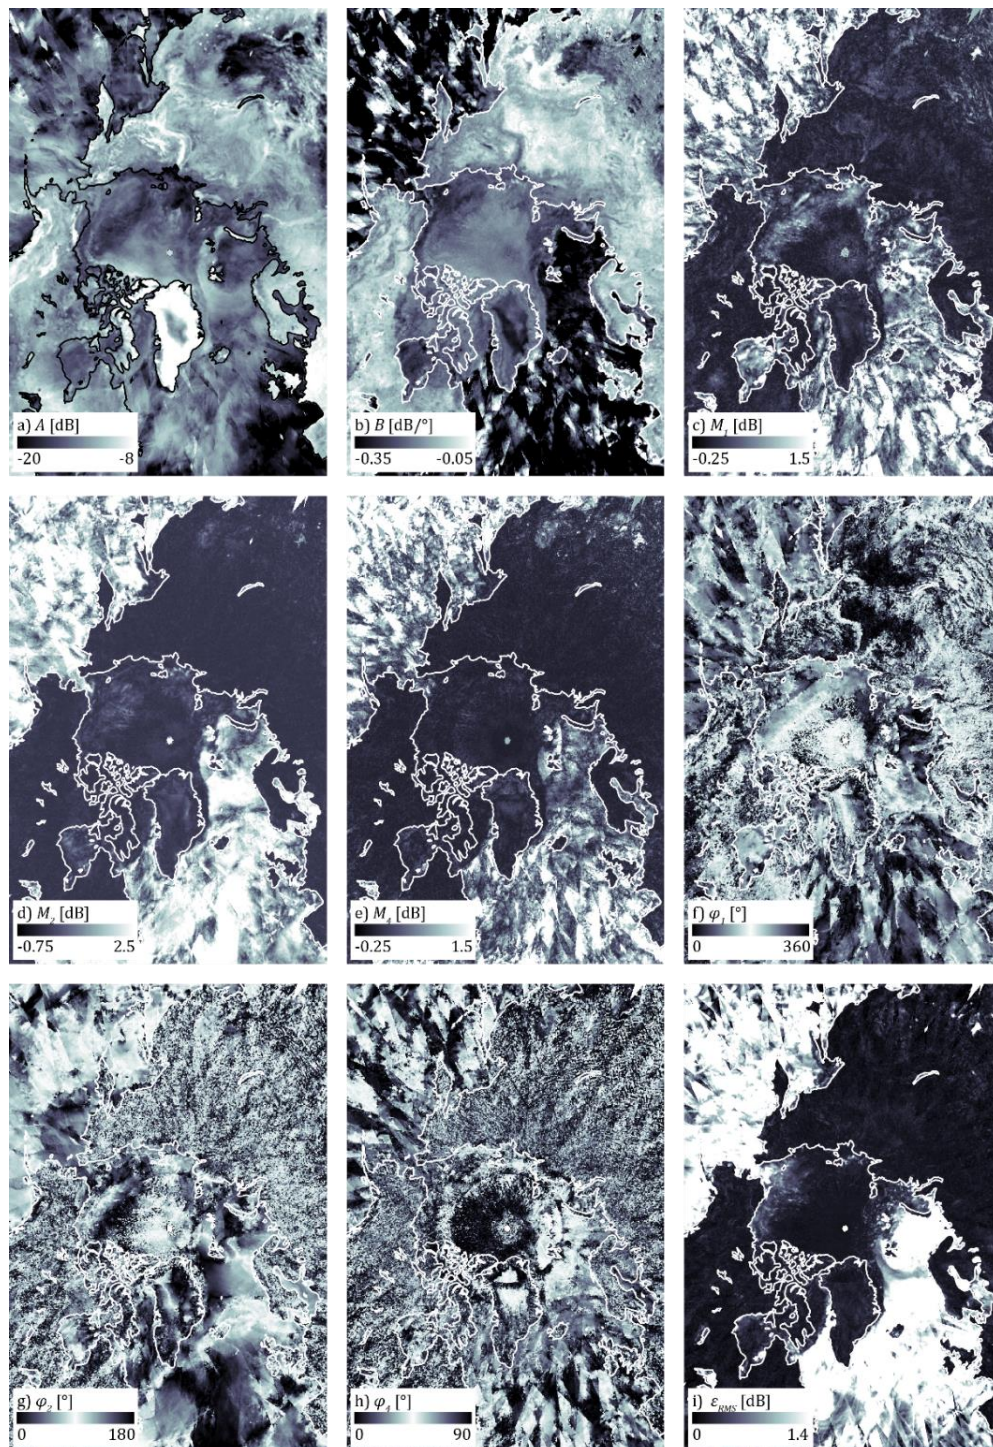 a) A [dB]
-20 -8
b) B [dB/°]
-0.35 -0.05
c) M₁ [dB]
-0.25 1.5
d) M₂ [dB]
-0.75 2.5
e) M₄ [dB]
-0.25 1.5
f) φ₁ [°]
0 360
g) φ₂ [°]
0 180
h) φ₄ [°]
0 90
i) ε_RMS [dB]
0 1.4